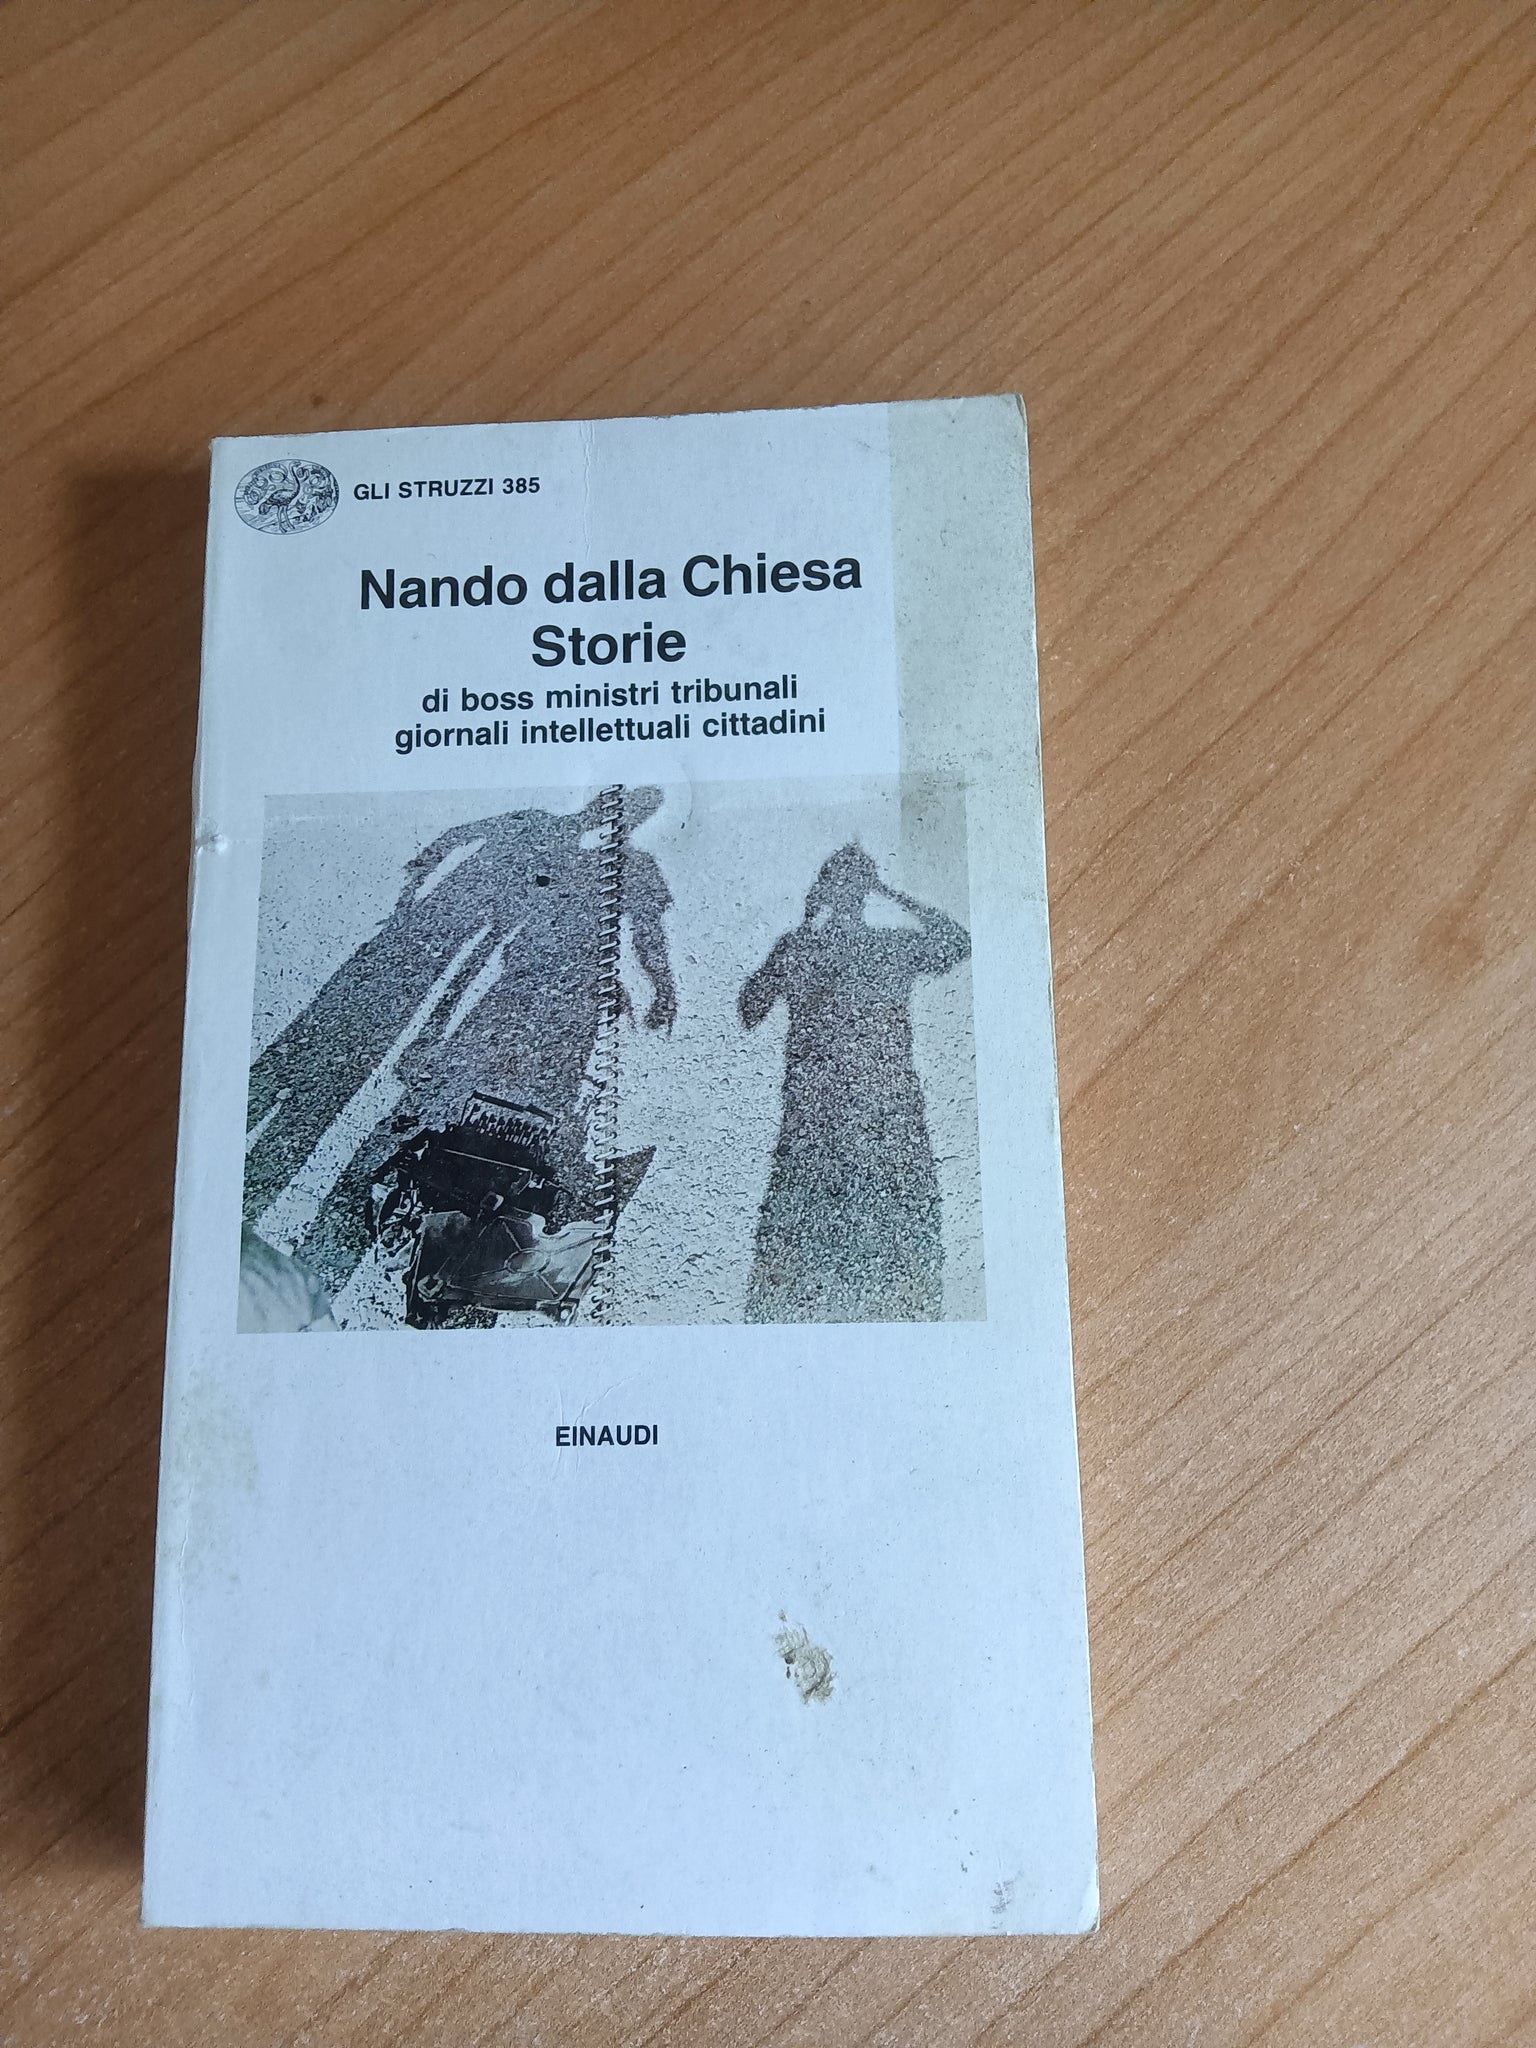 GLI STRUZZI 385
Nando dalla Chiesa
Storie
di boss ministri tribunali
giornali intellettuali cittadini
EINAUDI